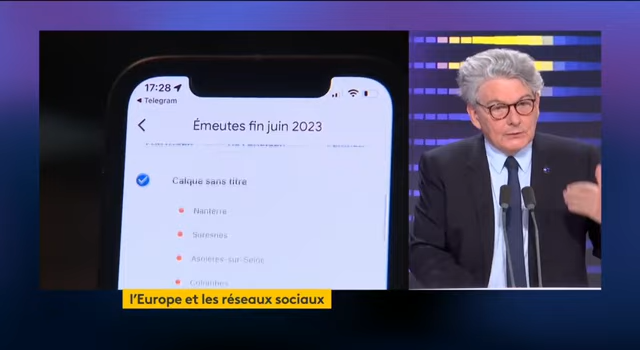 17:28
Telegram
Émeutes fin juin 2023
Calque sans titre
Nanterre
Suresnes
Asnières-sur-Seine
Colombes
l'Europe et les réseaux sociaux